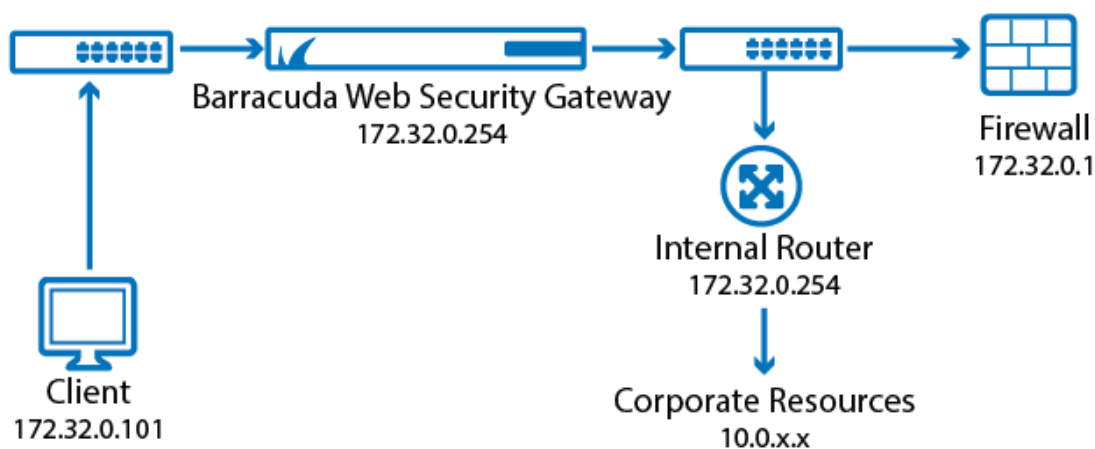 Barracuda Web Security Gateway
172.32.0.254
Firewall
172.32.0.1
Internal Router
172.32.0.254
Client
172.32.0.101
Corporate Resources
10.0.x.x